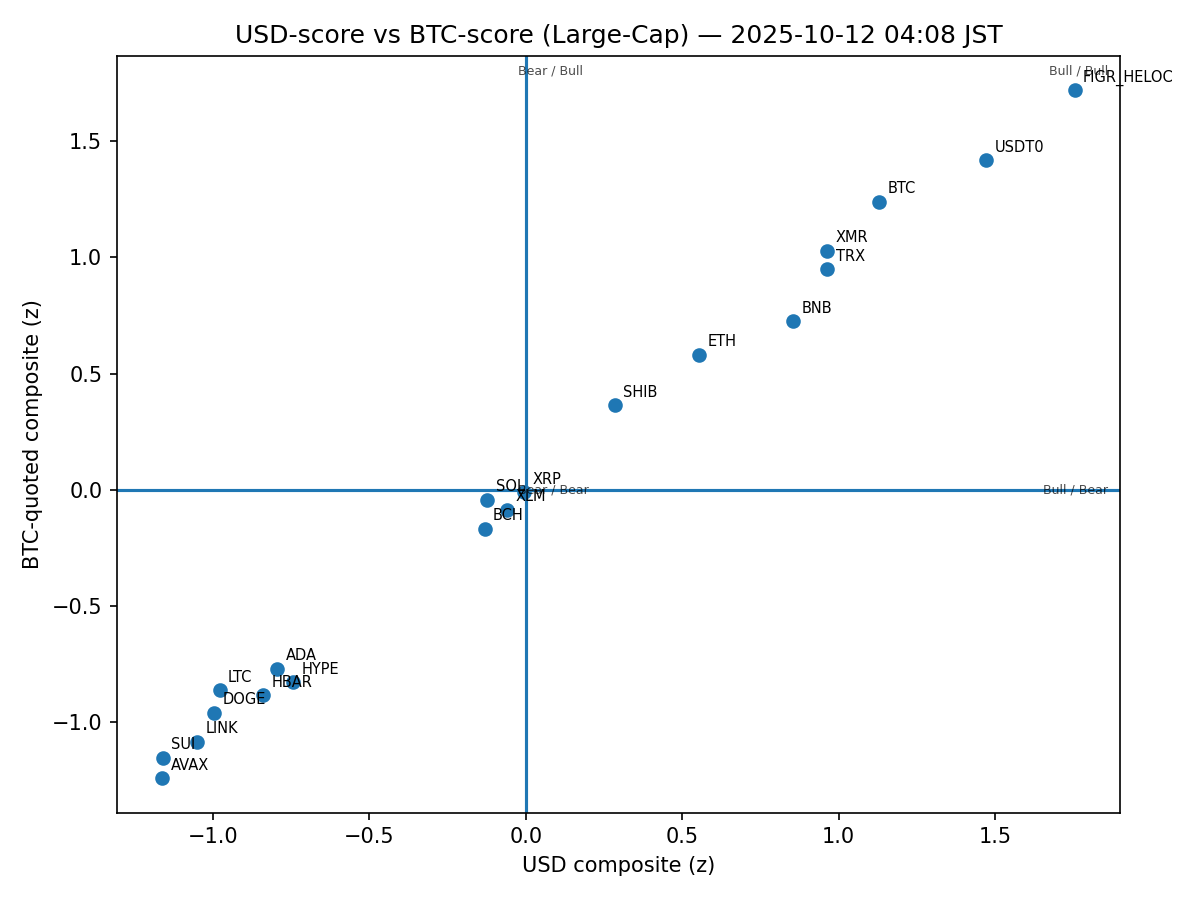 USD-score vs BTC-score (Large-Cap) — 2025-10-12 04:08 JST
Bear / Bull
Bull / Bull
FIGR_HELOC
USDT0
BTC
XMR
TRX
BNB
ETH
SHIB
XRP
SOL
Bear / Bear
Bull / Bear
XLM
BCH
ADA
HYPE
LTC
HBAR
DOGE
LINK
SUI
AVAX
1.5
1.0
0.5
0.0
−0.5
−1.0
−1.0
−0.5
0.0
0.5
1.0
1.5
USD composite (z)
BTC-quoted composite (z)